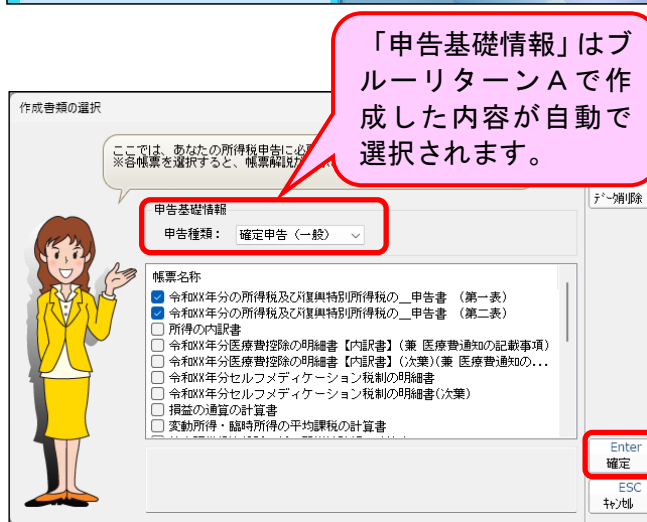 「申告基礎情報」はブ
ルーリターンＡで作
成した内容が自動で
選択されます。
作成書類の選択
ここでは、あなたの所得税申告に必
※各帳票を選択すると、帳票解説が
データ削除
申告基礎情報
申告種類： 確定申告（一般）
帳票名称
令和XX年分の所得税及び復興特別所得税の__申告書 （第一表）
令和XX年分の所得税及び復興特別所得税の__申告書 （第二表）
所得の内訳書
令和XX年分医療費控除の明細書【内訳書】(兼 医療費通知の記載事項)
令和XX年分医療費控除の明細書【内訳書】(次葉)(兼 医療費通知の...
令和XX年分セルフメディケーション税制の明細書
令和XX年分セルフメディケーション税制の明細書(次葉)
損益の通算の計算書
変動所得・臨時所得の平均課税の計算書
Enter
確定
ESC
キャンセル